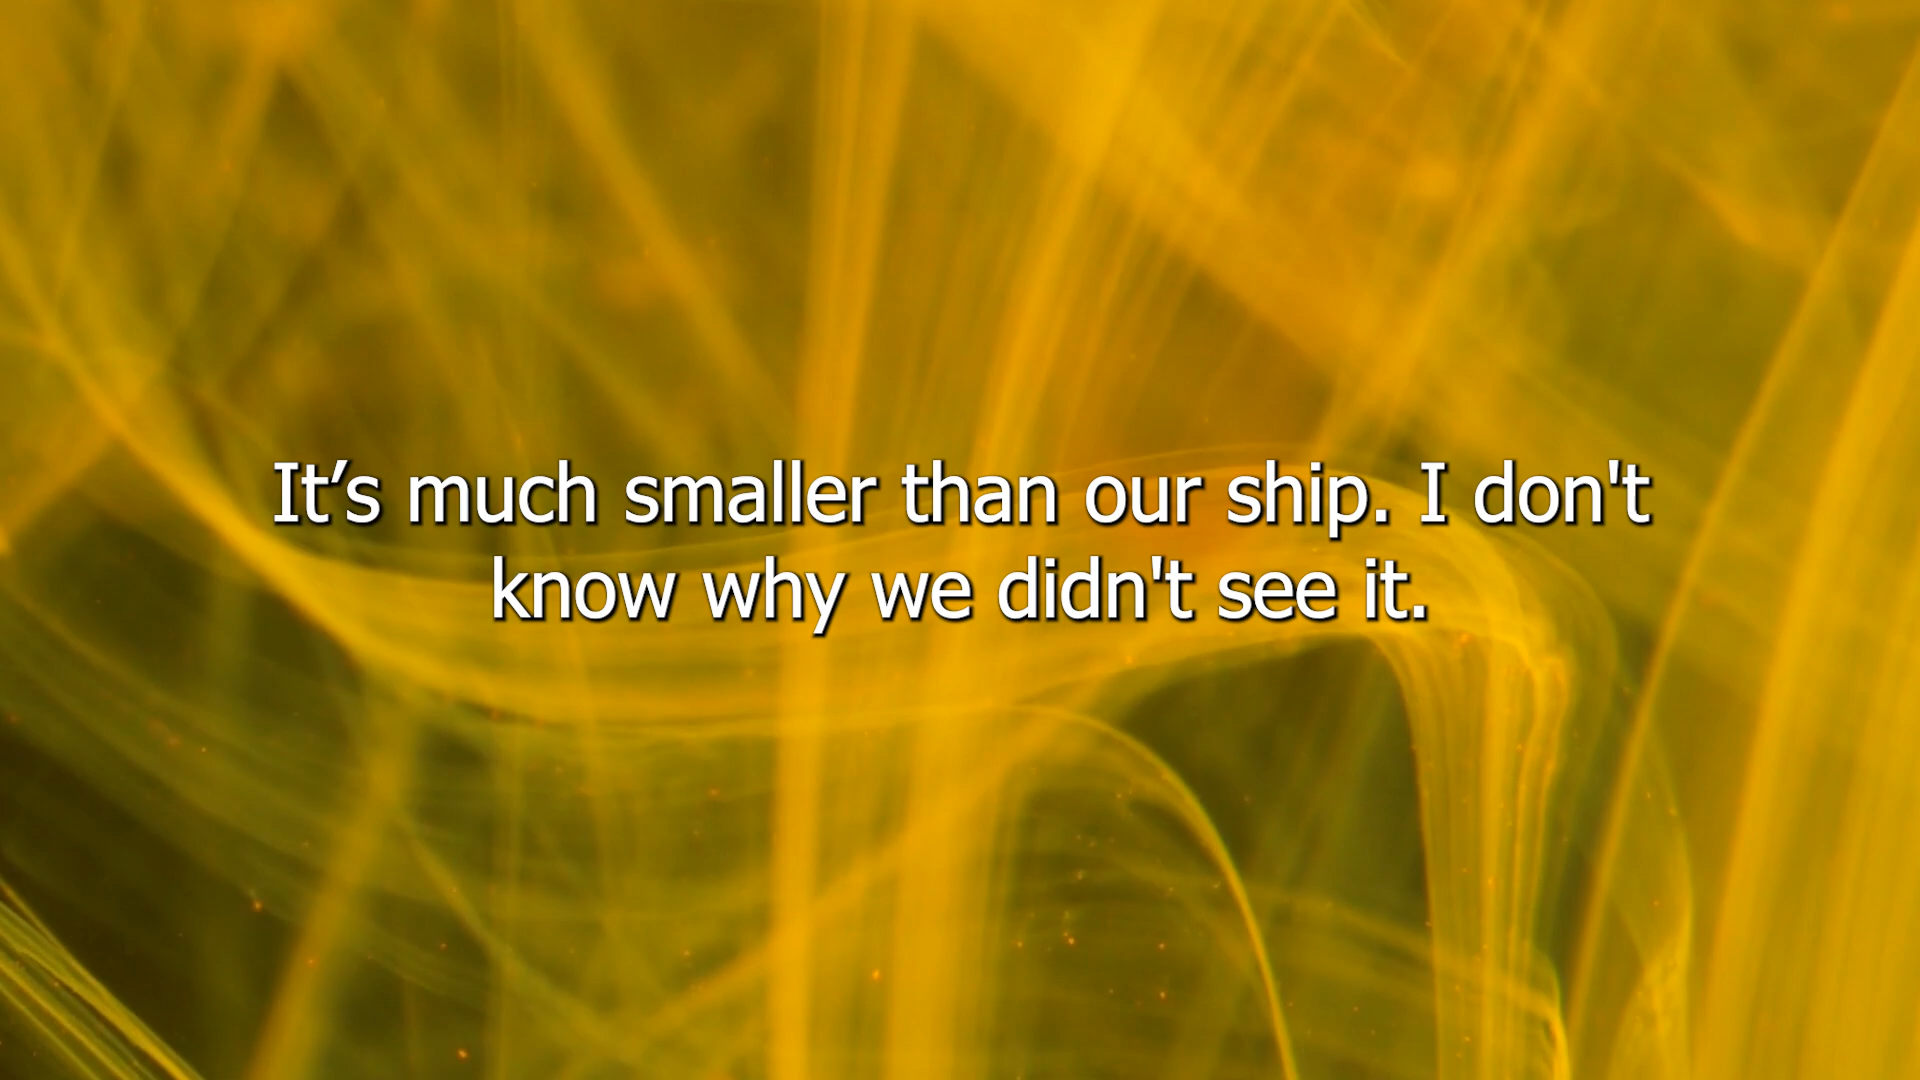 It’s much smaller than our ship. I don't
know why we didn't see it.